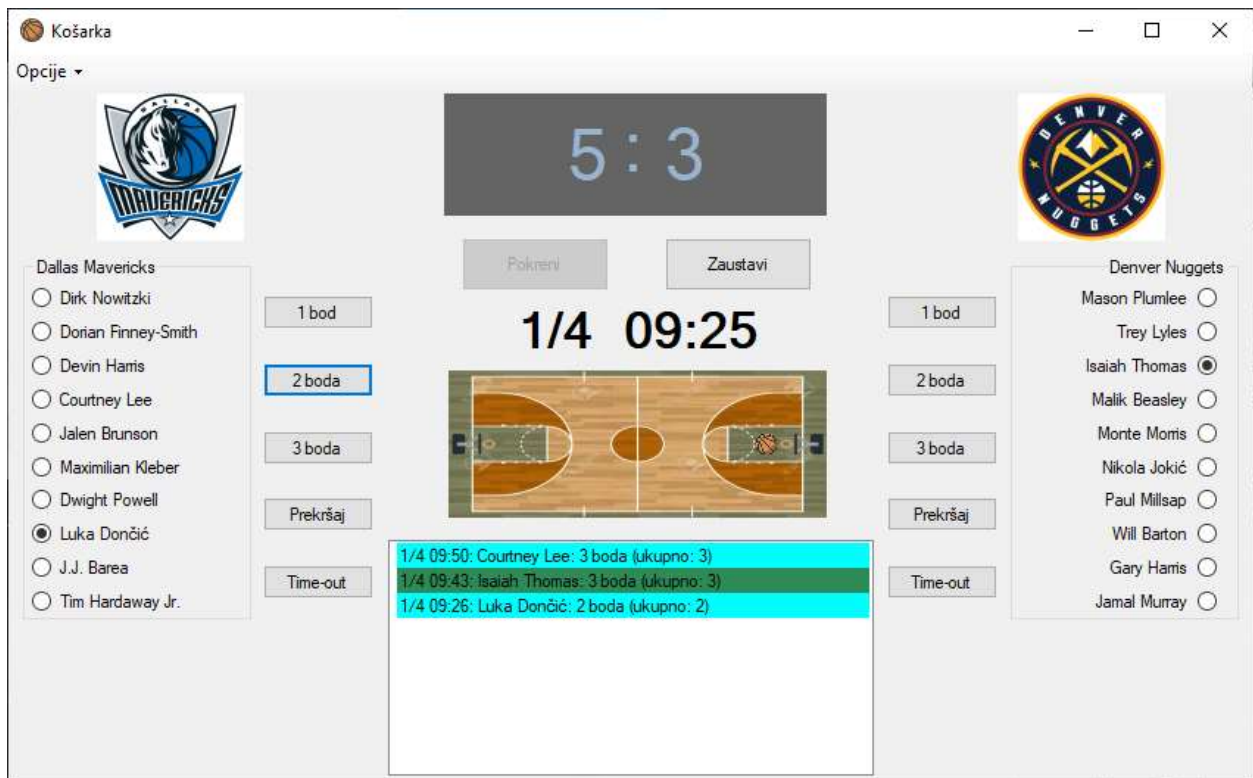 Košarka
Opcije
DALLAS
MAVERICKS
5 : 3
DENVER
NUGGETS
Pokreni
Zaustavi
1/4 09:25
Dallas Mavericks
Dirk Nowitzki
Dorian Finney-Smith
Devin Harris
Courtney Lee
Jalen Brunson
Maximilian Kleber
Dwight Powell
Luka Dončić
J.J. Barea
Tim Hardaway Jr.
1 bod
2 boda
3 boda
Prekršaj
Time-out
1/4 09:50: Courtney Lee: 3 boda (ukupno: 3)
1/4 09:43: Isaiah Thomas: 3 boda (ukupno: 3)
1/4 09:26: Luka Dončić: 2 boda (ukupno: 2)
1 bod
2 boda
3 boda
Prekršaj
Time-out
Denver Nuggets
Mason Plumlee
Trey Lyles
Isaiah Thomas
Malik Beasley
Monte Morris
Nikola Jokić
Paul Millsap
Will Barton
Gary Harris
Jamal Murray